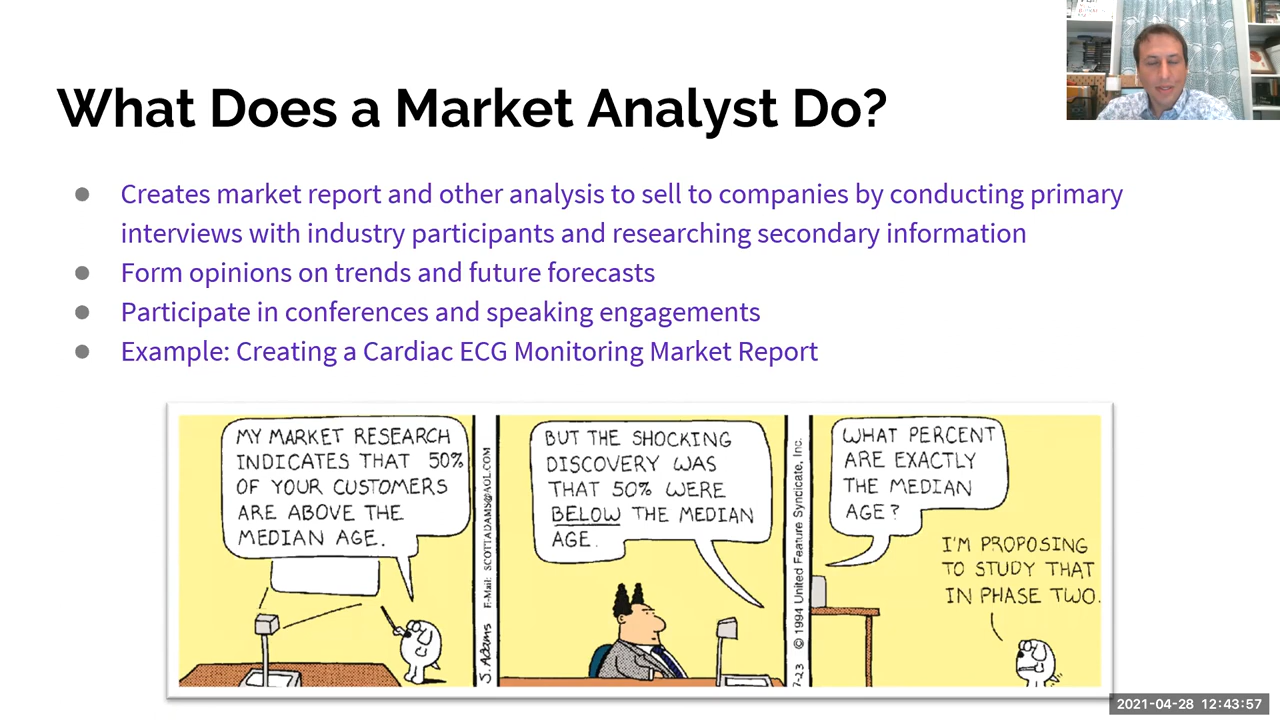 What Does a Market Analyst Do?
● Creates market report and other analysis to sell to companies by conducting primary
interviews with industry participants and researching secondary information
● Form opinions on trends and future forecasts
● Participate in conferences and speaking engagements
● Example: Creating a Cardiac ECG Monitoring Market Report
MY MARKET RESEARCH
INDICATES THAT 50%
OF YOUR CUSTOMERS
ARE ABOVE THE
MEDIAN AGE.
S. Adams E-Mail: SCOTTADAMS@AOL.COM
BUT THE SHOCKING
DISCOVERY WAS
THAT 50% WERE
BELOW THE MEDIAN
AGE.
7-23 © 1994 United Feature Syndicate, Inc.
WHAT PERCENT
ARE EXACTLY
THE MEDIAN
AGE?
I'M PROPOSING
TO STUDY THAT
IN PHASE TWO.
2021-04-28 12:43:57